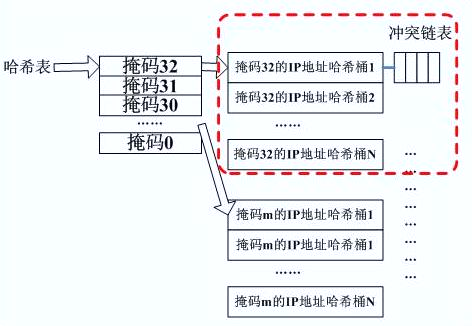 冲突链表
哈希表
掩码32
掩码31
掩码30
......
掩码0
掩码32的IP地址哈希桶1
掩码32的IP地址哈希桶2
......
掩码32的IP地址哈希桶N
...
...
...
...
...
...
...
掩码m的IP地址哈希桶1
掩码m的IP地址哈希桶1
......
掩码m的IP地址哈希桶N